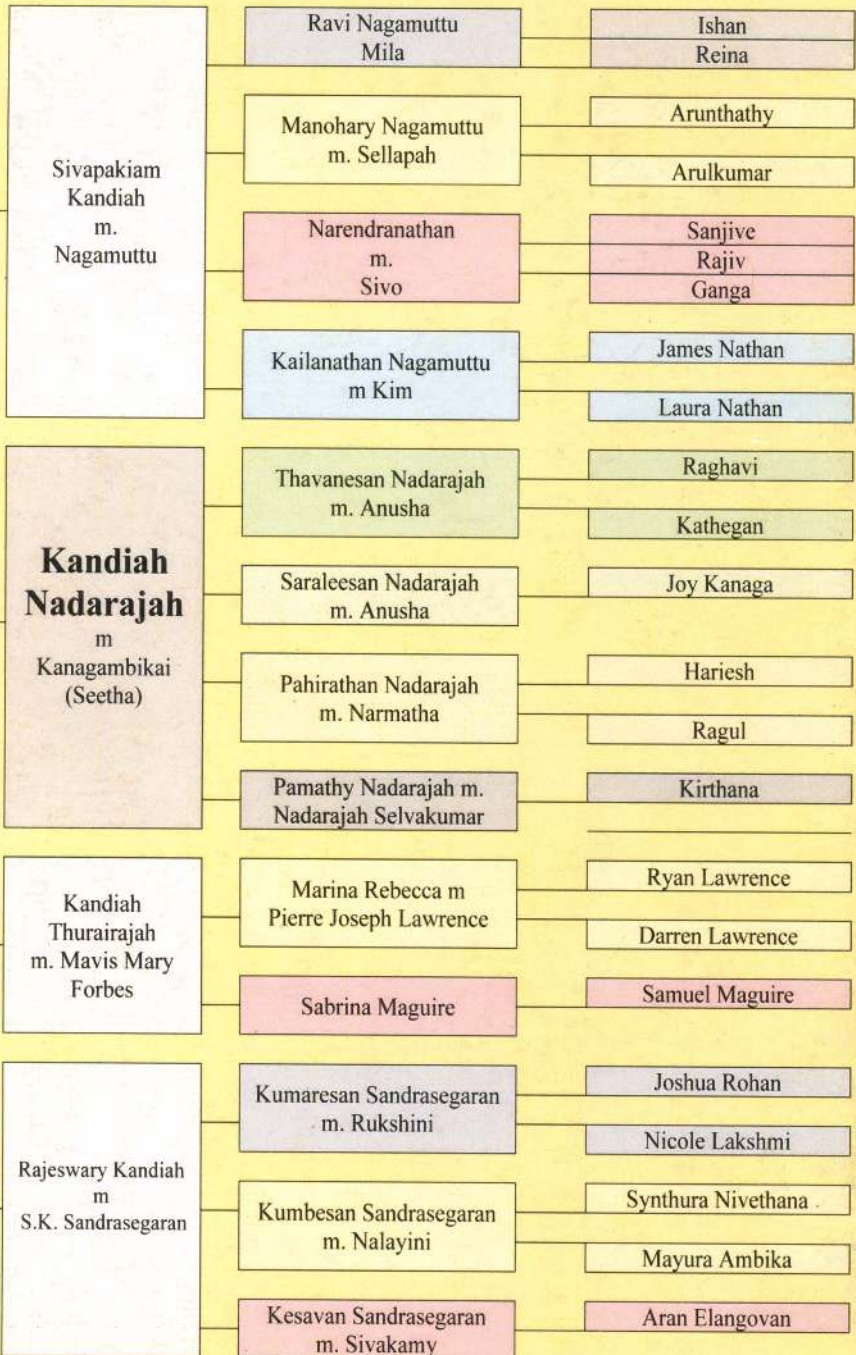 Sivapakiam
Kandiah
m.
Nagamuttu
Ravi Nagamuttu
Mila
Ishan
Reina
Manohary Nagamuttu
m. Sellapah
Arunthathy
Arulkumar
Narendranathan
m.
Sivo
Sanjive
Rajiv
Ganga
Kailanathan Nagamuttu
m Kim
James Nathan
Laura Nathan
Kandiah
Nadarajah
m
Kanagambikai
(Seetha)
Thavanesan Nadarajah
m. Anusha
Raghavi
Kathegan
Saraleesan Nadarajah
m. Anusha
Joy Kanaga
Pahirathan Nadarajah
m. Narmatha
Hariesh
Ragul
Pamathy Nadarajah m.
Nadarajah Selvakumar
Kirthana
Kandiah
Thurairajah
m. Mavis Mary
Forbes
Marina Rebecca m
Pierre Joseph Lawrence
Ryan Lawrence
Darren Lawrence
Sabrina Maguire
Samuel Maguire
Rajeswary Kandiah
m
S.K. Sandrasegaran
Kumaresan Sandrasegaran
m. Rukshini
Joshua Rohan
Nicole Lakshmi
Kumbesan Sandrasegaran
m. Nalayini
Synthura Nivethana
Mayura Ambika
Kesavan Sandrasegaran
m. Sivakamy
Aran Elangovan